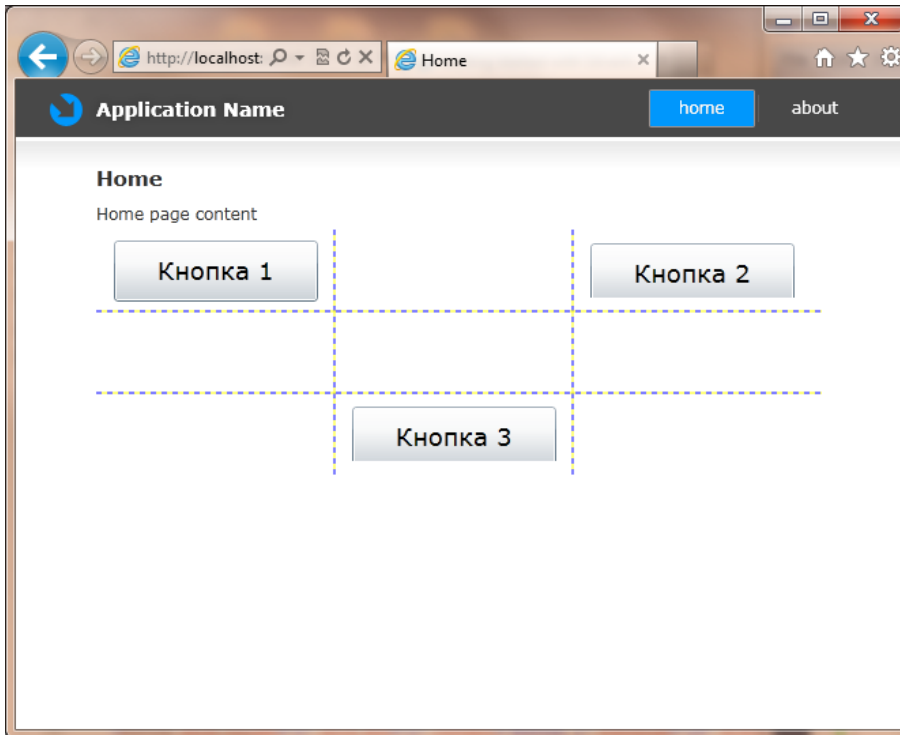 http://localhost:
Home
Application Name
home
about
Home
Home page content
Кнопка 1
Кнопка 2
Кнопка 3